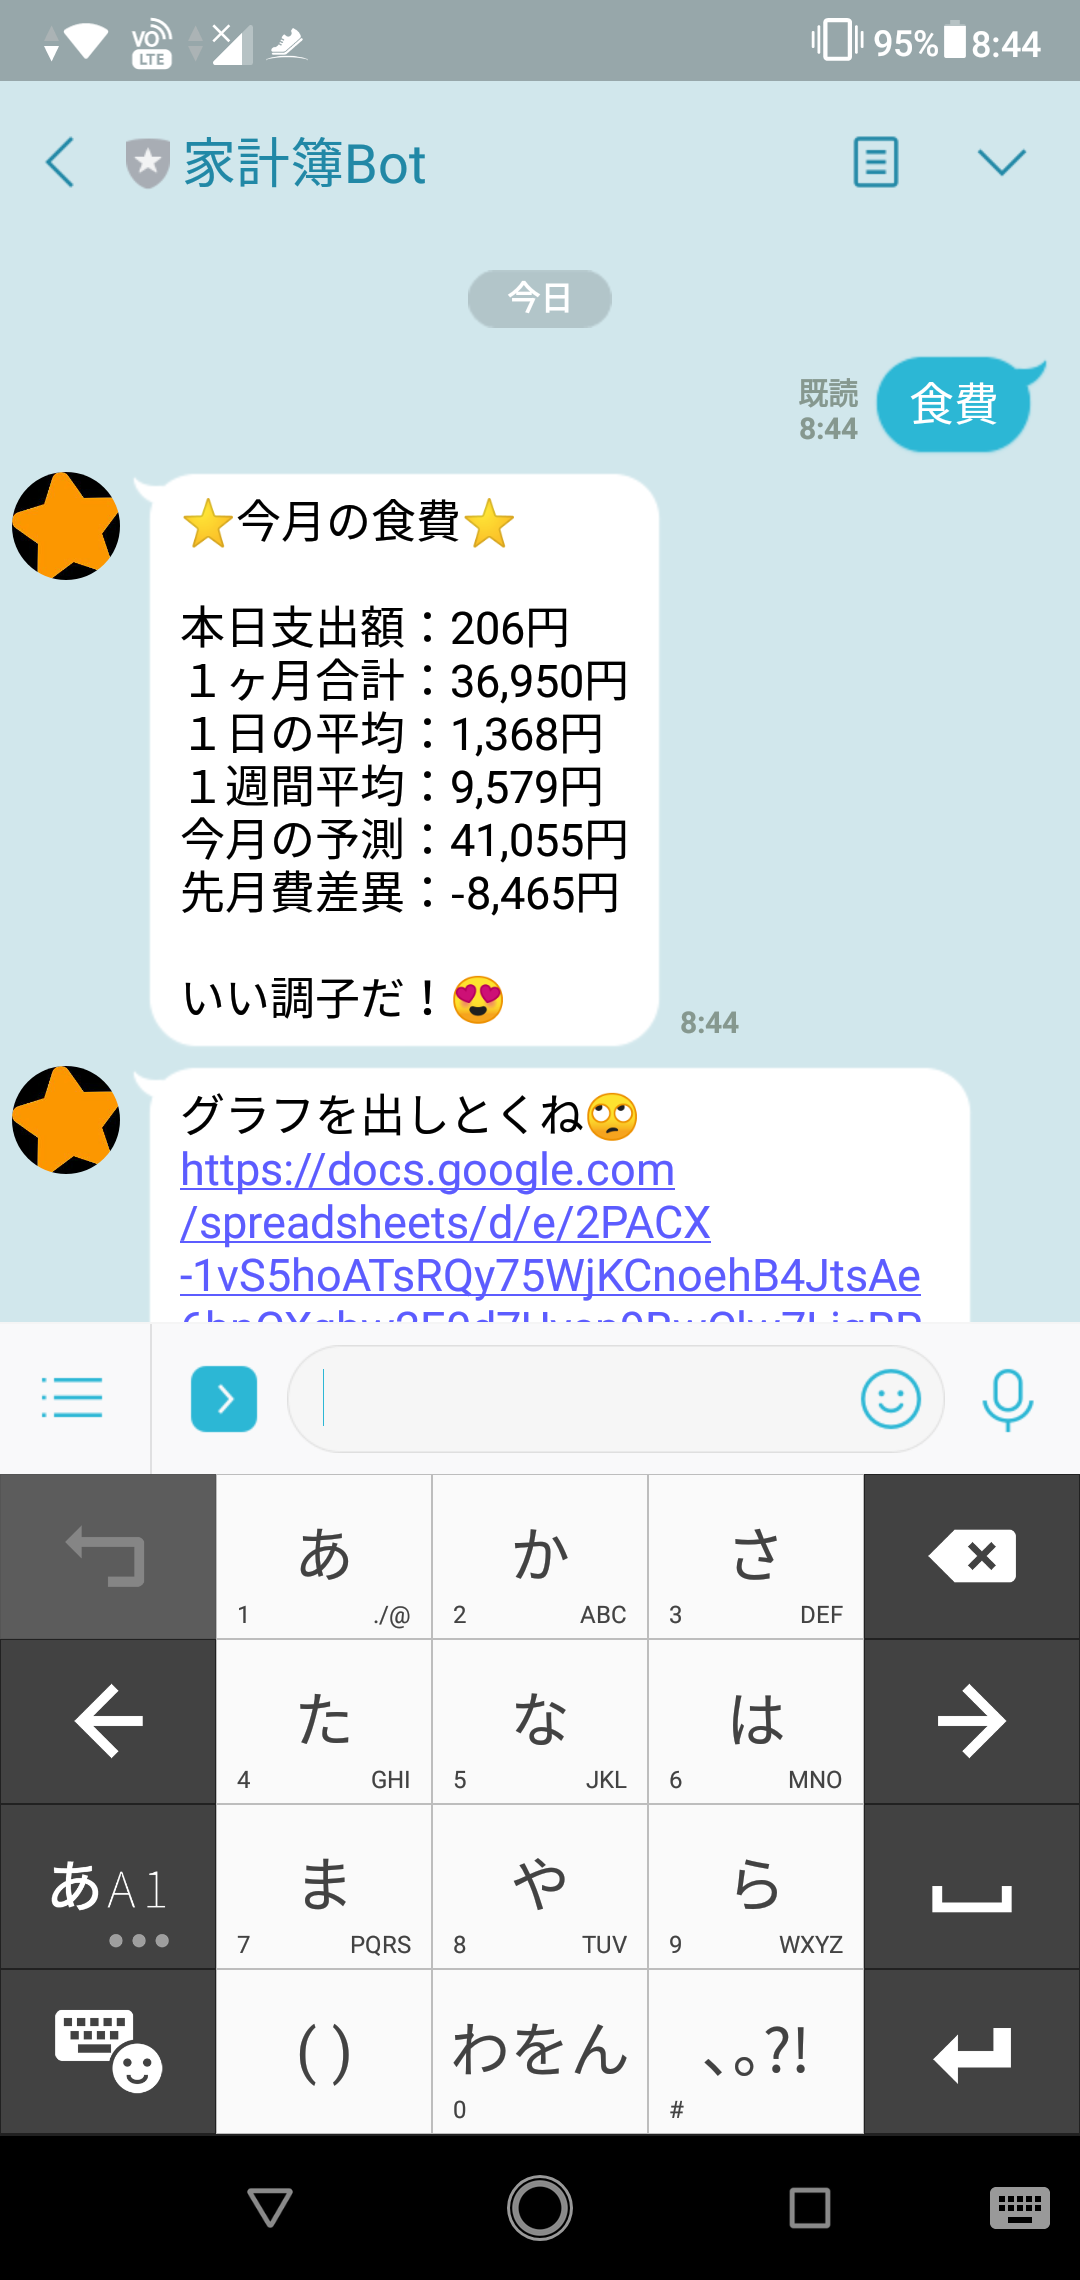 VO LTE 95% 8:44
家計簿Bot
今日
既読
8:44
食費
⭐今月の食費⭐
本日支出額：206円
１ヶ月合計：36,950円
１日の平均：1,368円
１週間平均：9,579円
今月の予測：41,055円
先月費差異：-8,465円
いい調子だ！😍
8:44
グラフを出しとくね🙄
https://docs.google.com
/spreadsheets/d/e/2PACX
-1vS5hoATsRQy75WjKCnoehB4JtsAe
あ か さ
1 ./@ 2 ABC 3 DEF
た な は
4 GHI 5 JKL 6 MNO
あA1 ま や ら
7 PQRS 8 TUV 9 WXYZ
( ) わをん 、。?!
0 #